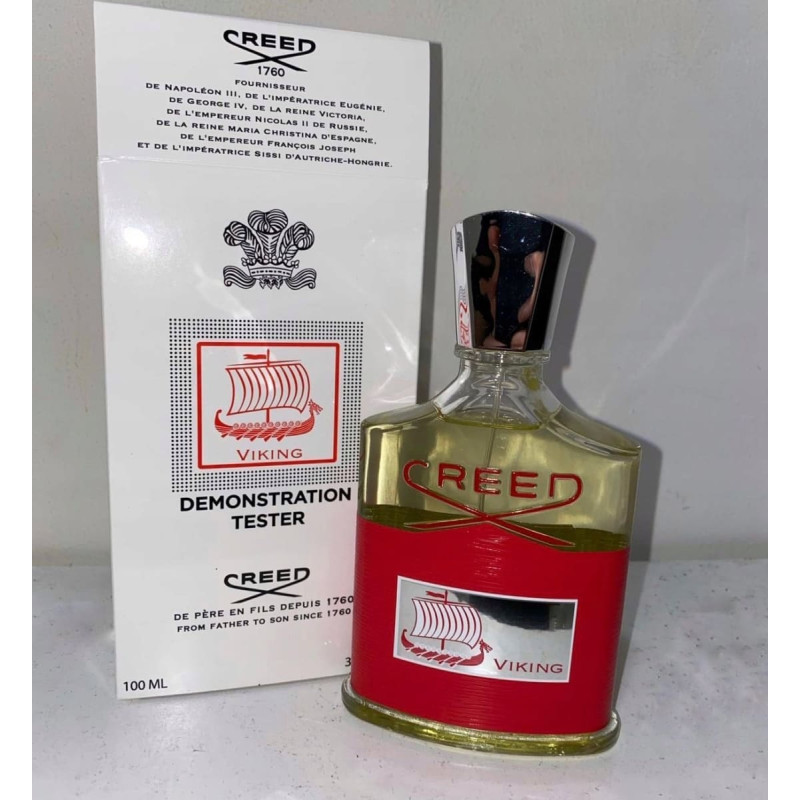 CREED
1760
FOURNISSEUR
DE NAPOLÉON III, DE L'IMPÉRATRICE EUGÉNIE,
DE GEORGE IV, DE LA REINE VICTORIA,
DE L'EMPEREUR NICOLAS II DE RUSSIE,
DE LA REINE MARIA CHRISTINA D'ESPAGNE,
DE L'EMPEREUR FRANÇOIS JOSEPH
ET DE L'IMPÉRATRICE SISSI D'AUTRICHE-HONGRIE.
VIKING
DEMONSTRATION
TESTER
CREED
DE PÈRE EN FILS DEPUIS 1760
FROM FATHER TO SON SINCE 1760
100 ML
3
CREED
VIKING